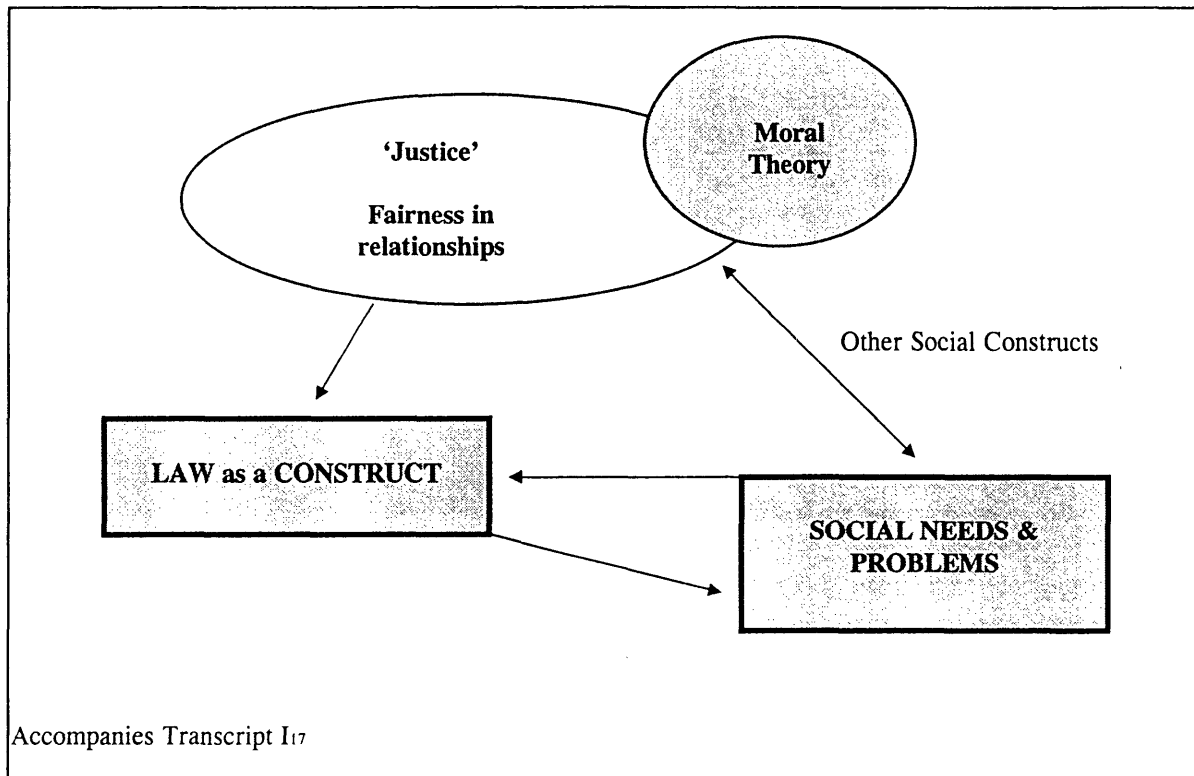 'Justice'
Fairness in
relationships
Moral
Theory
Other Social Constructs
LAW as a CONSTRUCT
SOCIAL NEEDS &
PROBLEMS
Accompanies Transcript I17